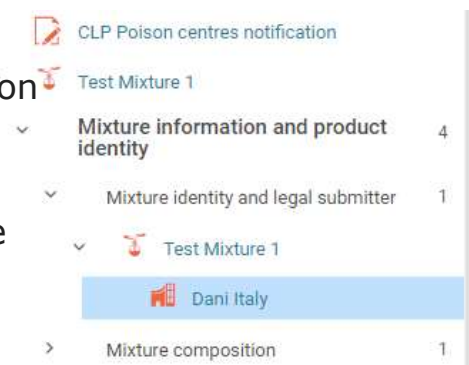 CLP Poison centres notification
on
Test Mixture 1
Mixture information and product 4
identity
Mixture identity and legal submitter 1
e
Test Mixture 1
Dani Italy
Mixture composition 1